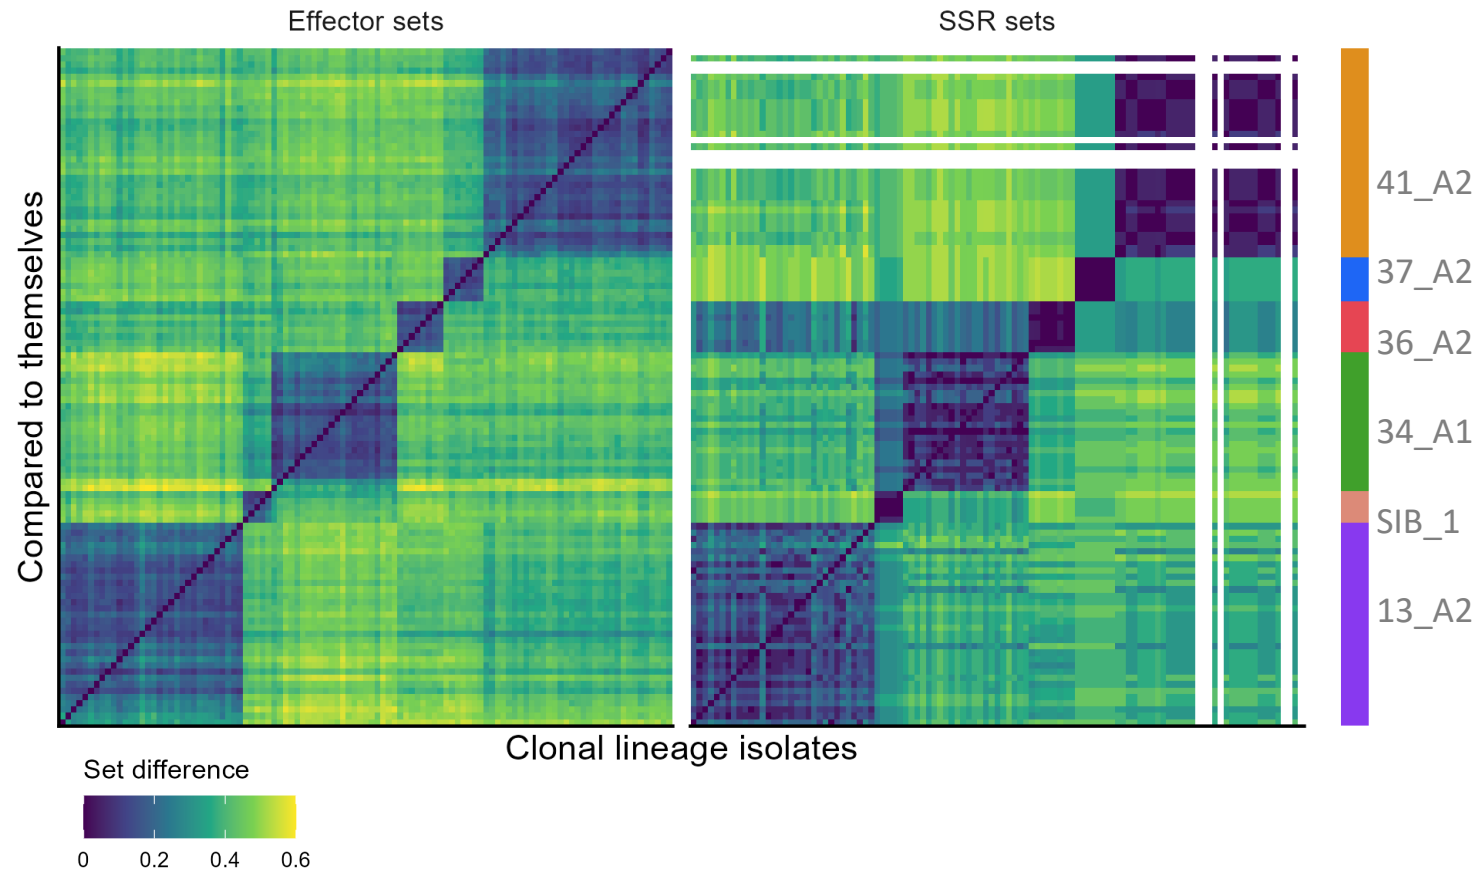 Effector sets
SSR sets
Compared to themselves
41_A2
37_A2
36_A2
34_A1
SIB_1
13_A2
Clonal lineage isolates
Set difference
0 0.2 0.4 0.6